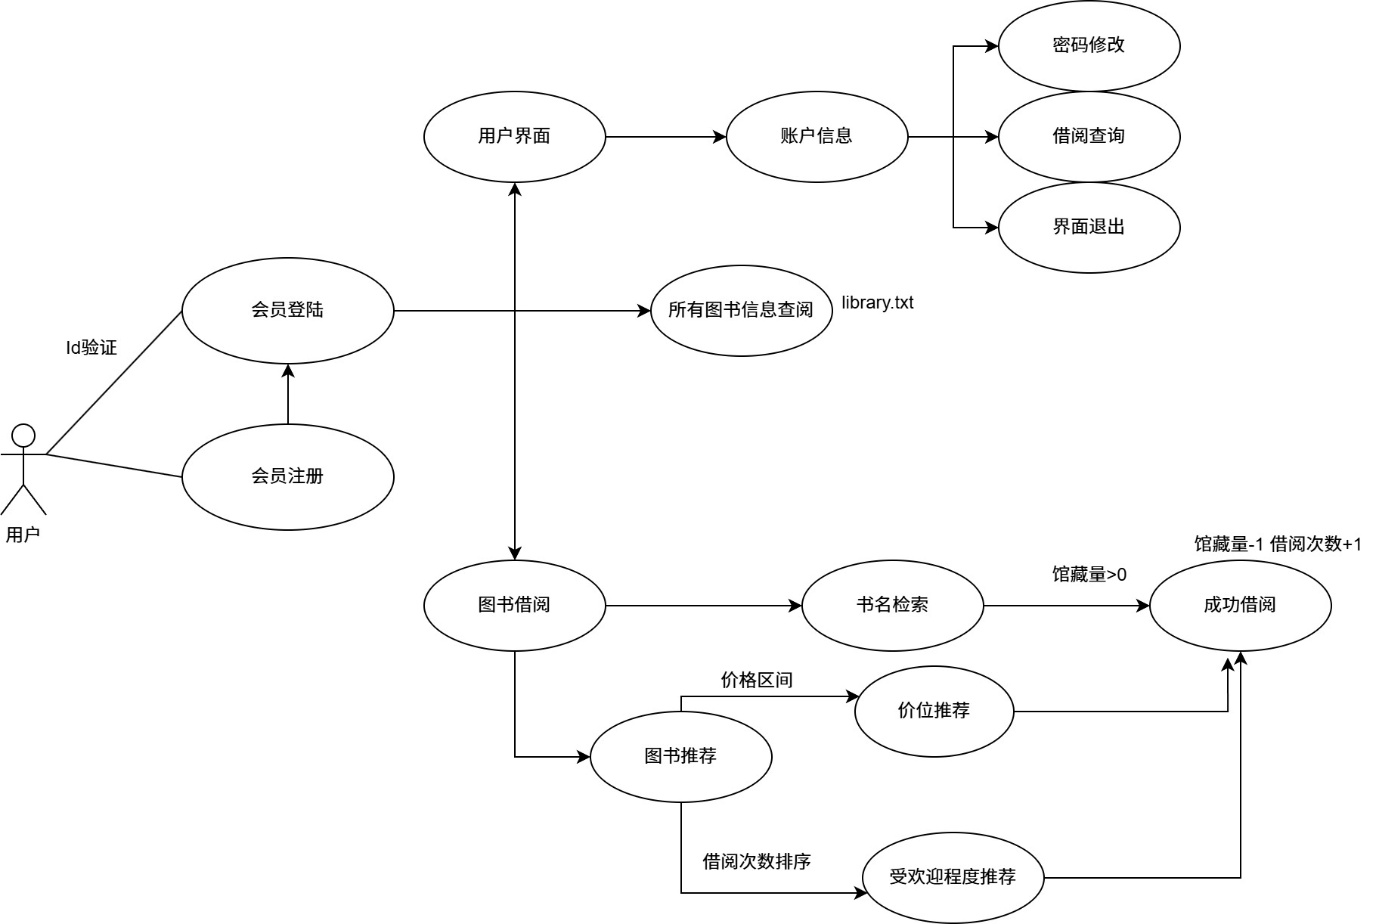 密码修改
用户界面
账户信息
借阅查询
界面退出
会员登陆
所有图书信息查阅
library.txt
Id验证
会员注册
用户
馆藏量-1 借阅次数+1
馆藏量>0
图书借阅
书名检索
成功借阅
价格区间
价位推荐
图书推荐
借阅次数排序
受欢迎程度推荐